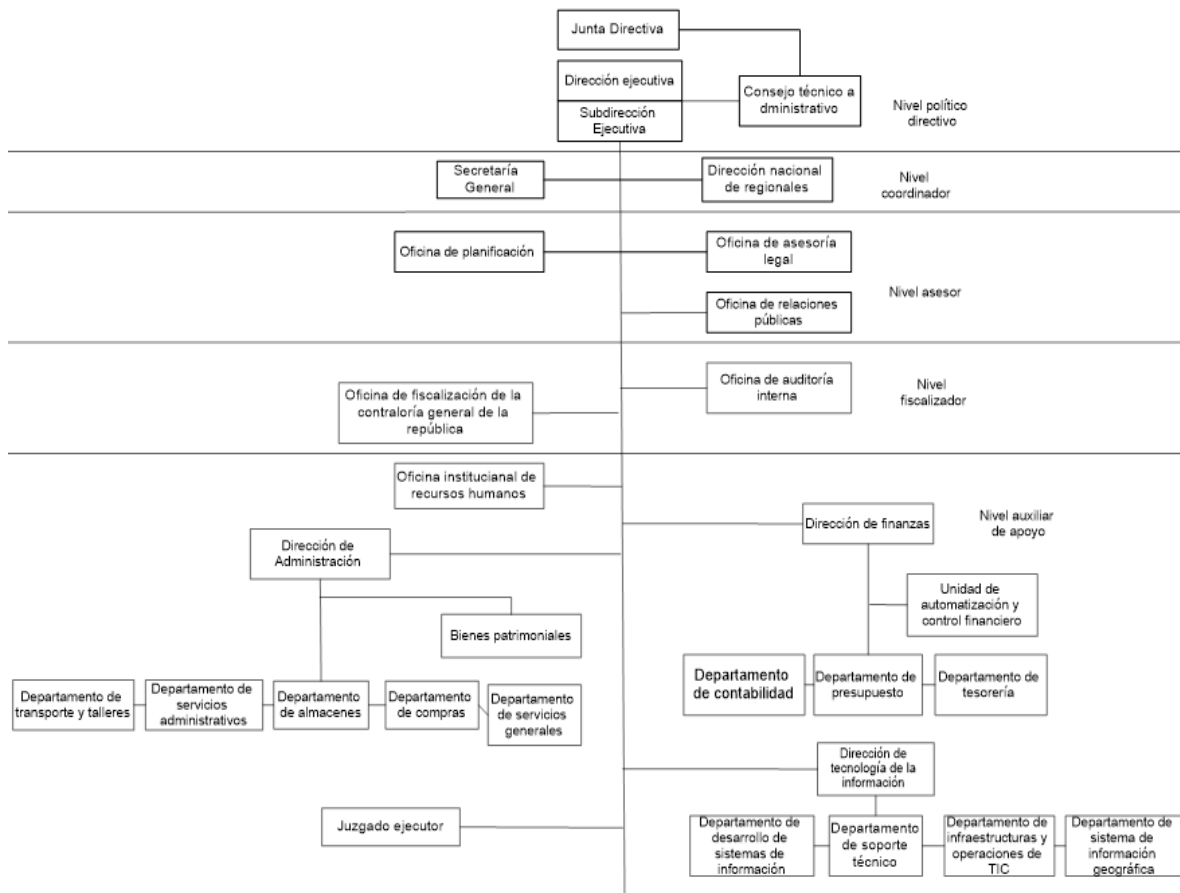 Junta Directiva
Dirección ejecutiva
Subdirección
Ejecutiva
Consejo técnico a
dministrativo
Nivel político
directivo
Secretaría
General
Dirección nacional
de regionales
Nivel
coordinador
Oficina de planificación
Oficina de asesoría
legal
Oficina de relaciones
públicas
Nivel asesor
Oficina de fiscalización de la
contraloría general de la
república
Oficina de auditoría
interna
Nivel
fiscalizador
Oficina institucianal de
recursos humanos
Dirección de finanzas
Nivel auxiliar
de apoyo
Dirección de
Administración
Unidad de
automatización y
control financiero
Bienes patrimoniales
Departamento de
transporte y talleres
Departamento de
servicios
administrativos
Departamento
de almacenes
Departamento
de compras
Departamento
de servicios
generales
Departamento
de contabilidad
Departamento de
presupuesto
Departamento de
tesorería
Dirección de
tecnología de la
información
Juzgado ejecutor
Departamento de
desarrollo de
sistemas de
información
Departamento
de soporte
técnico
Departamento de
infraestructuras y
operaciones de
TIC
Departamento de
sistema de
información
geográfica